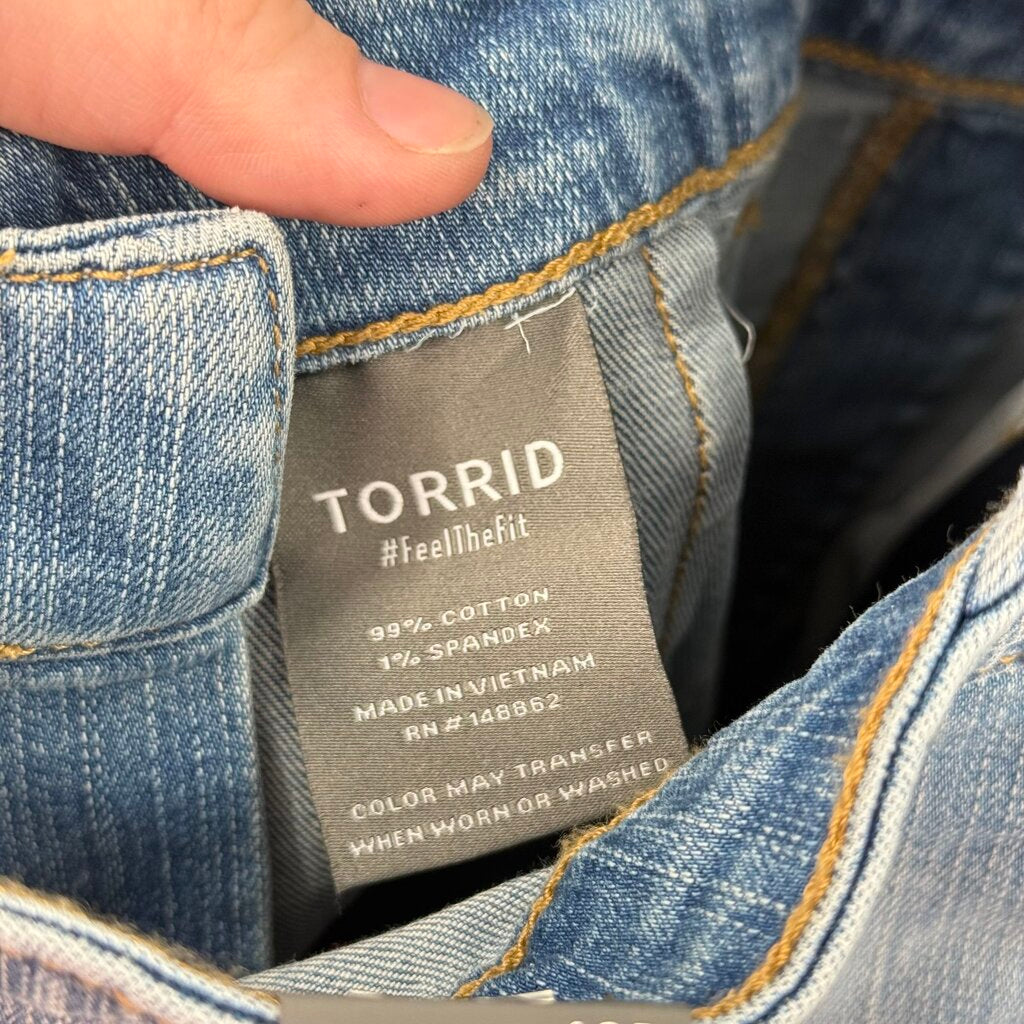 TORRID
#FeelTheFit
99% COTTON
1% SPANDEX
MADE IN VIETNAM
RN # 148862
COLOR MAY TRANSFER
WHEN WORN OR WASHED